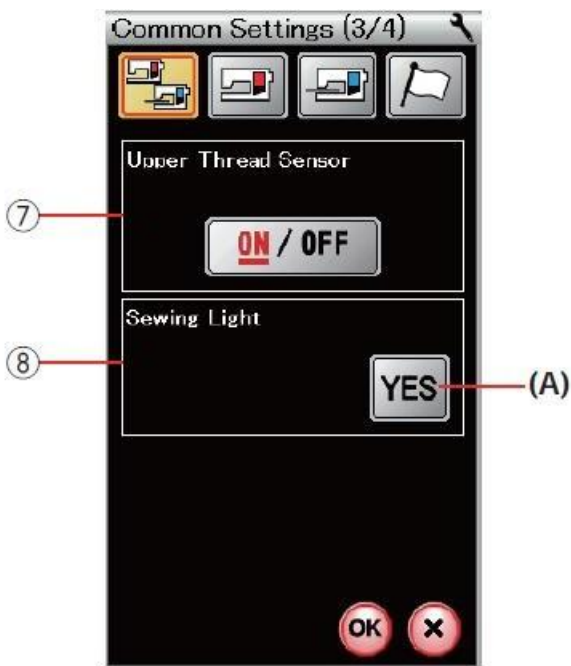 Common Settings (3/4)
Upper Thread Sensor
⑦
ON / OFF
Sewing Light
⑧
YES
(A)
OK